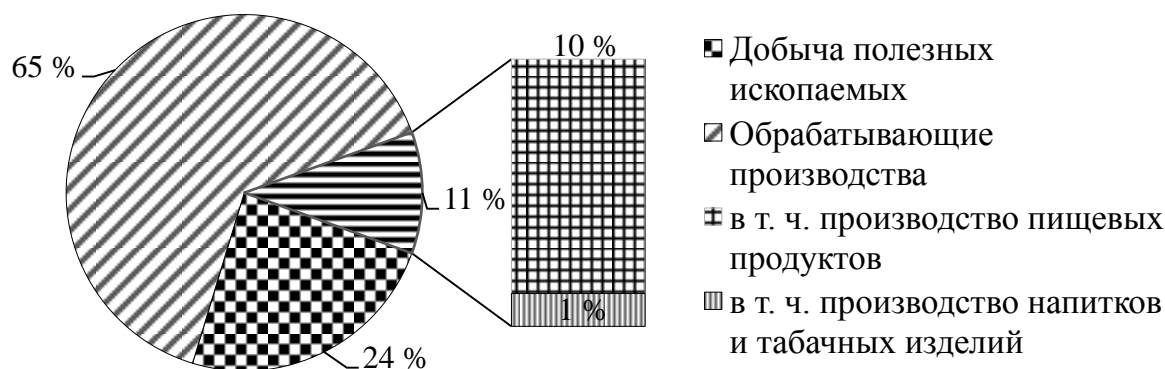 65 %
11 %
24 %
10 %
1 %
Добыча полезных
ископаемых
Обрабатывающие
производства
в т. ч. производство пищевых
продуктов
в т. ч. производство напитков
и табачных изделий